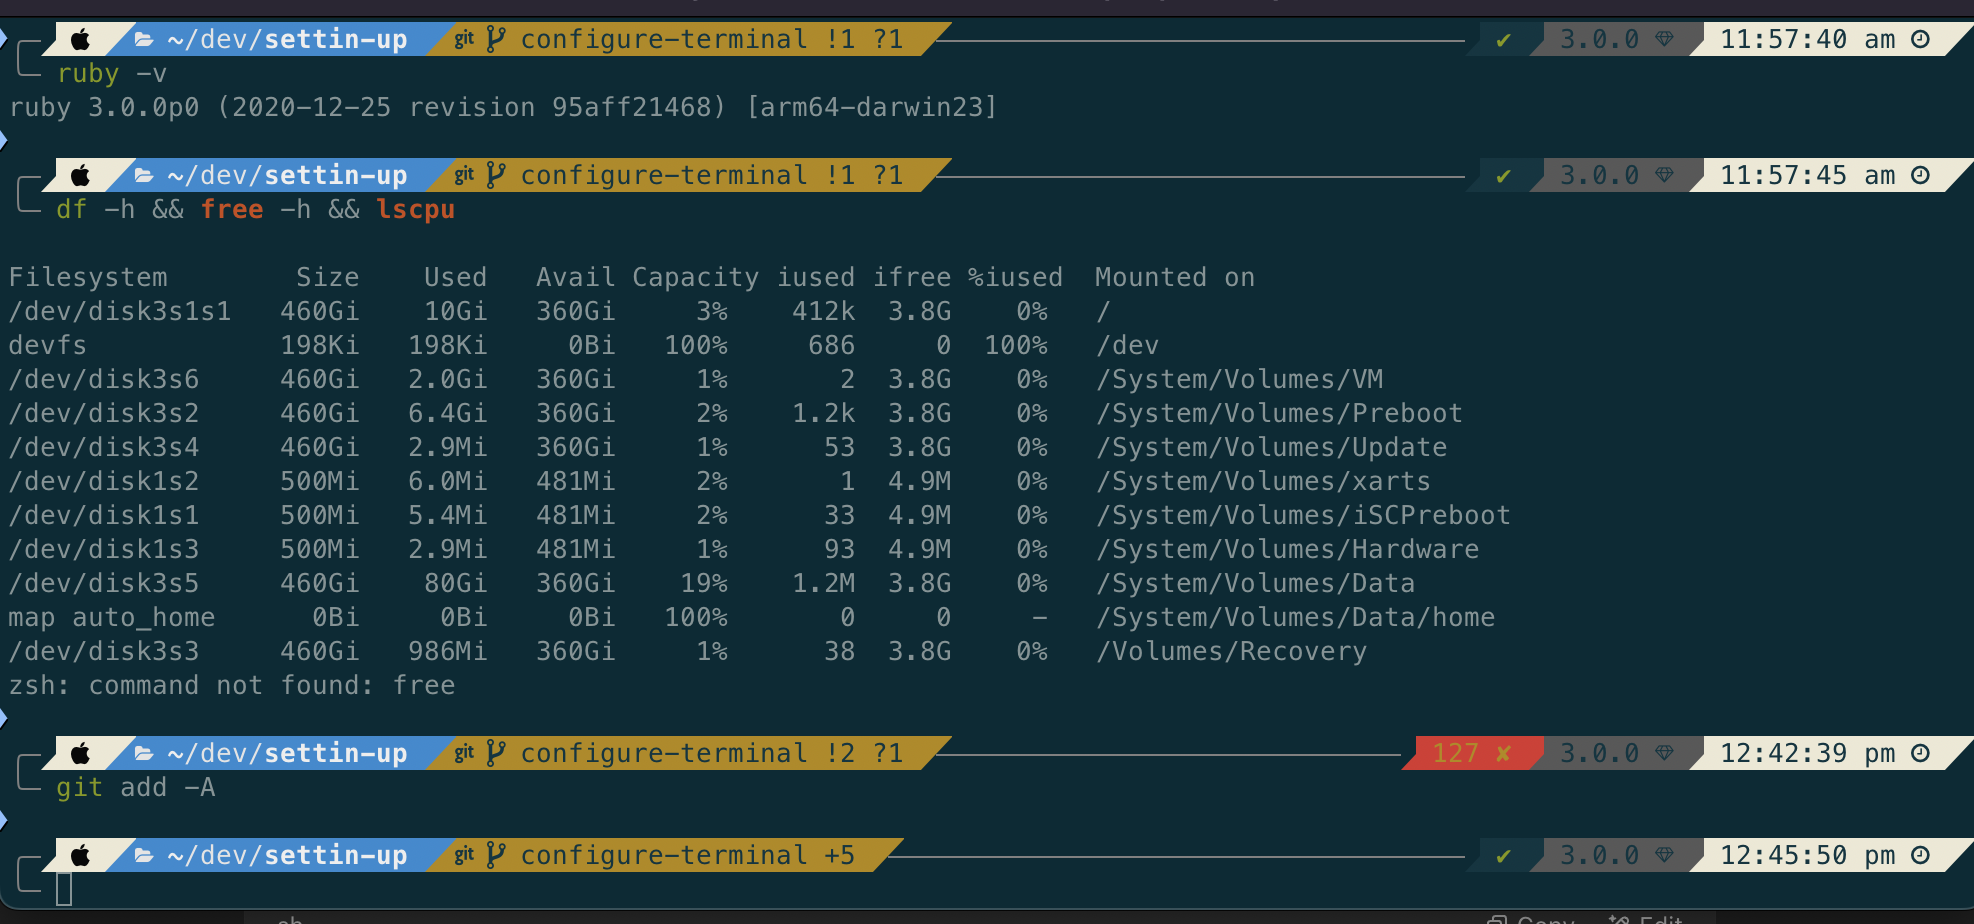 ~/dev/settin-up git configure-terminal !1 ?1 ✔ 3.0.0 11:57:40 am
ruby -v
ruby 3.0.0p0 (2020-12-25 revision 95aff21468) [arm64-darwin23]
~/dev/settin-up git configure-terminal !1 ?1 ✔ 3.0.0 11:57:45 am
df -h && free -h && lscpu
Filesystem Size Used Avail Capacity iused ifree %iused Mounted on
/dev/disk3s1s1 460Gi 10Gi 360Gi 3% 412k 3.8G 0% /
devfs 198Ki 198Ki 0Bi 100% 686 0 100% /dev
/dev/disk3s6 460Gi 2.0Gi 360Gi 1% 2 3.8G 0% /System/Volumes/VM
/dev/disk3s2 460Gi 6.4Gi 360Gi 2% 1.2k 3.8G 0% /System/Volumes/Preboot
/dev/disk3s4 460Gi 2.9Mi 360Gi 1% 53 3.8G 0% /System/Volumes/Update
/dev/disk1s2 500Mi 6.0Mi 481Mi 2% 1 4.9M 0% /System/Volumes/xarts
/dev/disk1s1 500Mi 5.4Mi 481Mi 2% 33 4.9M 0% /System/Volumes/iSCPreboot
/dev/disk1s3 500Mi 2.9Mi 481Mi 1% 93 4.9M 0% /System/Volumes/Hardware
/dev/disk3s5 460Gi 80Gi 360Gi 19% 1.2M 3.8G 0% /System/Volumes/Data
map auto_home 0Bi 0Bi 0Bi 100% 0 0 - /System/Volumes/Data/home
/dev/disk3s3 460Gi 986Mi 360Gi 1% 38 3.8G 0% /Volumes/Recovery
zsh: command not found: free
~/dev/settin-up git configure-terminal !2 ?1 127 ✘ 3.0.0 12:42:39 pm
git add -A
~/dev/settin-up git configure-terminal +5 ✔ 3.0.0 12:45:50 pm
Copy Edit